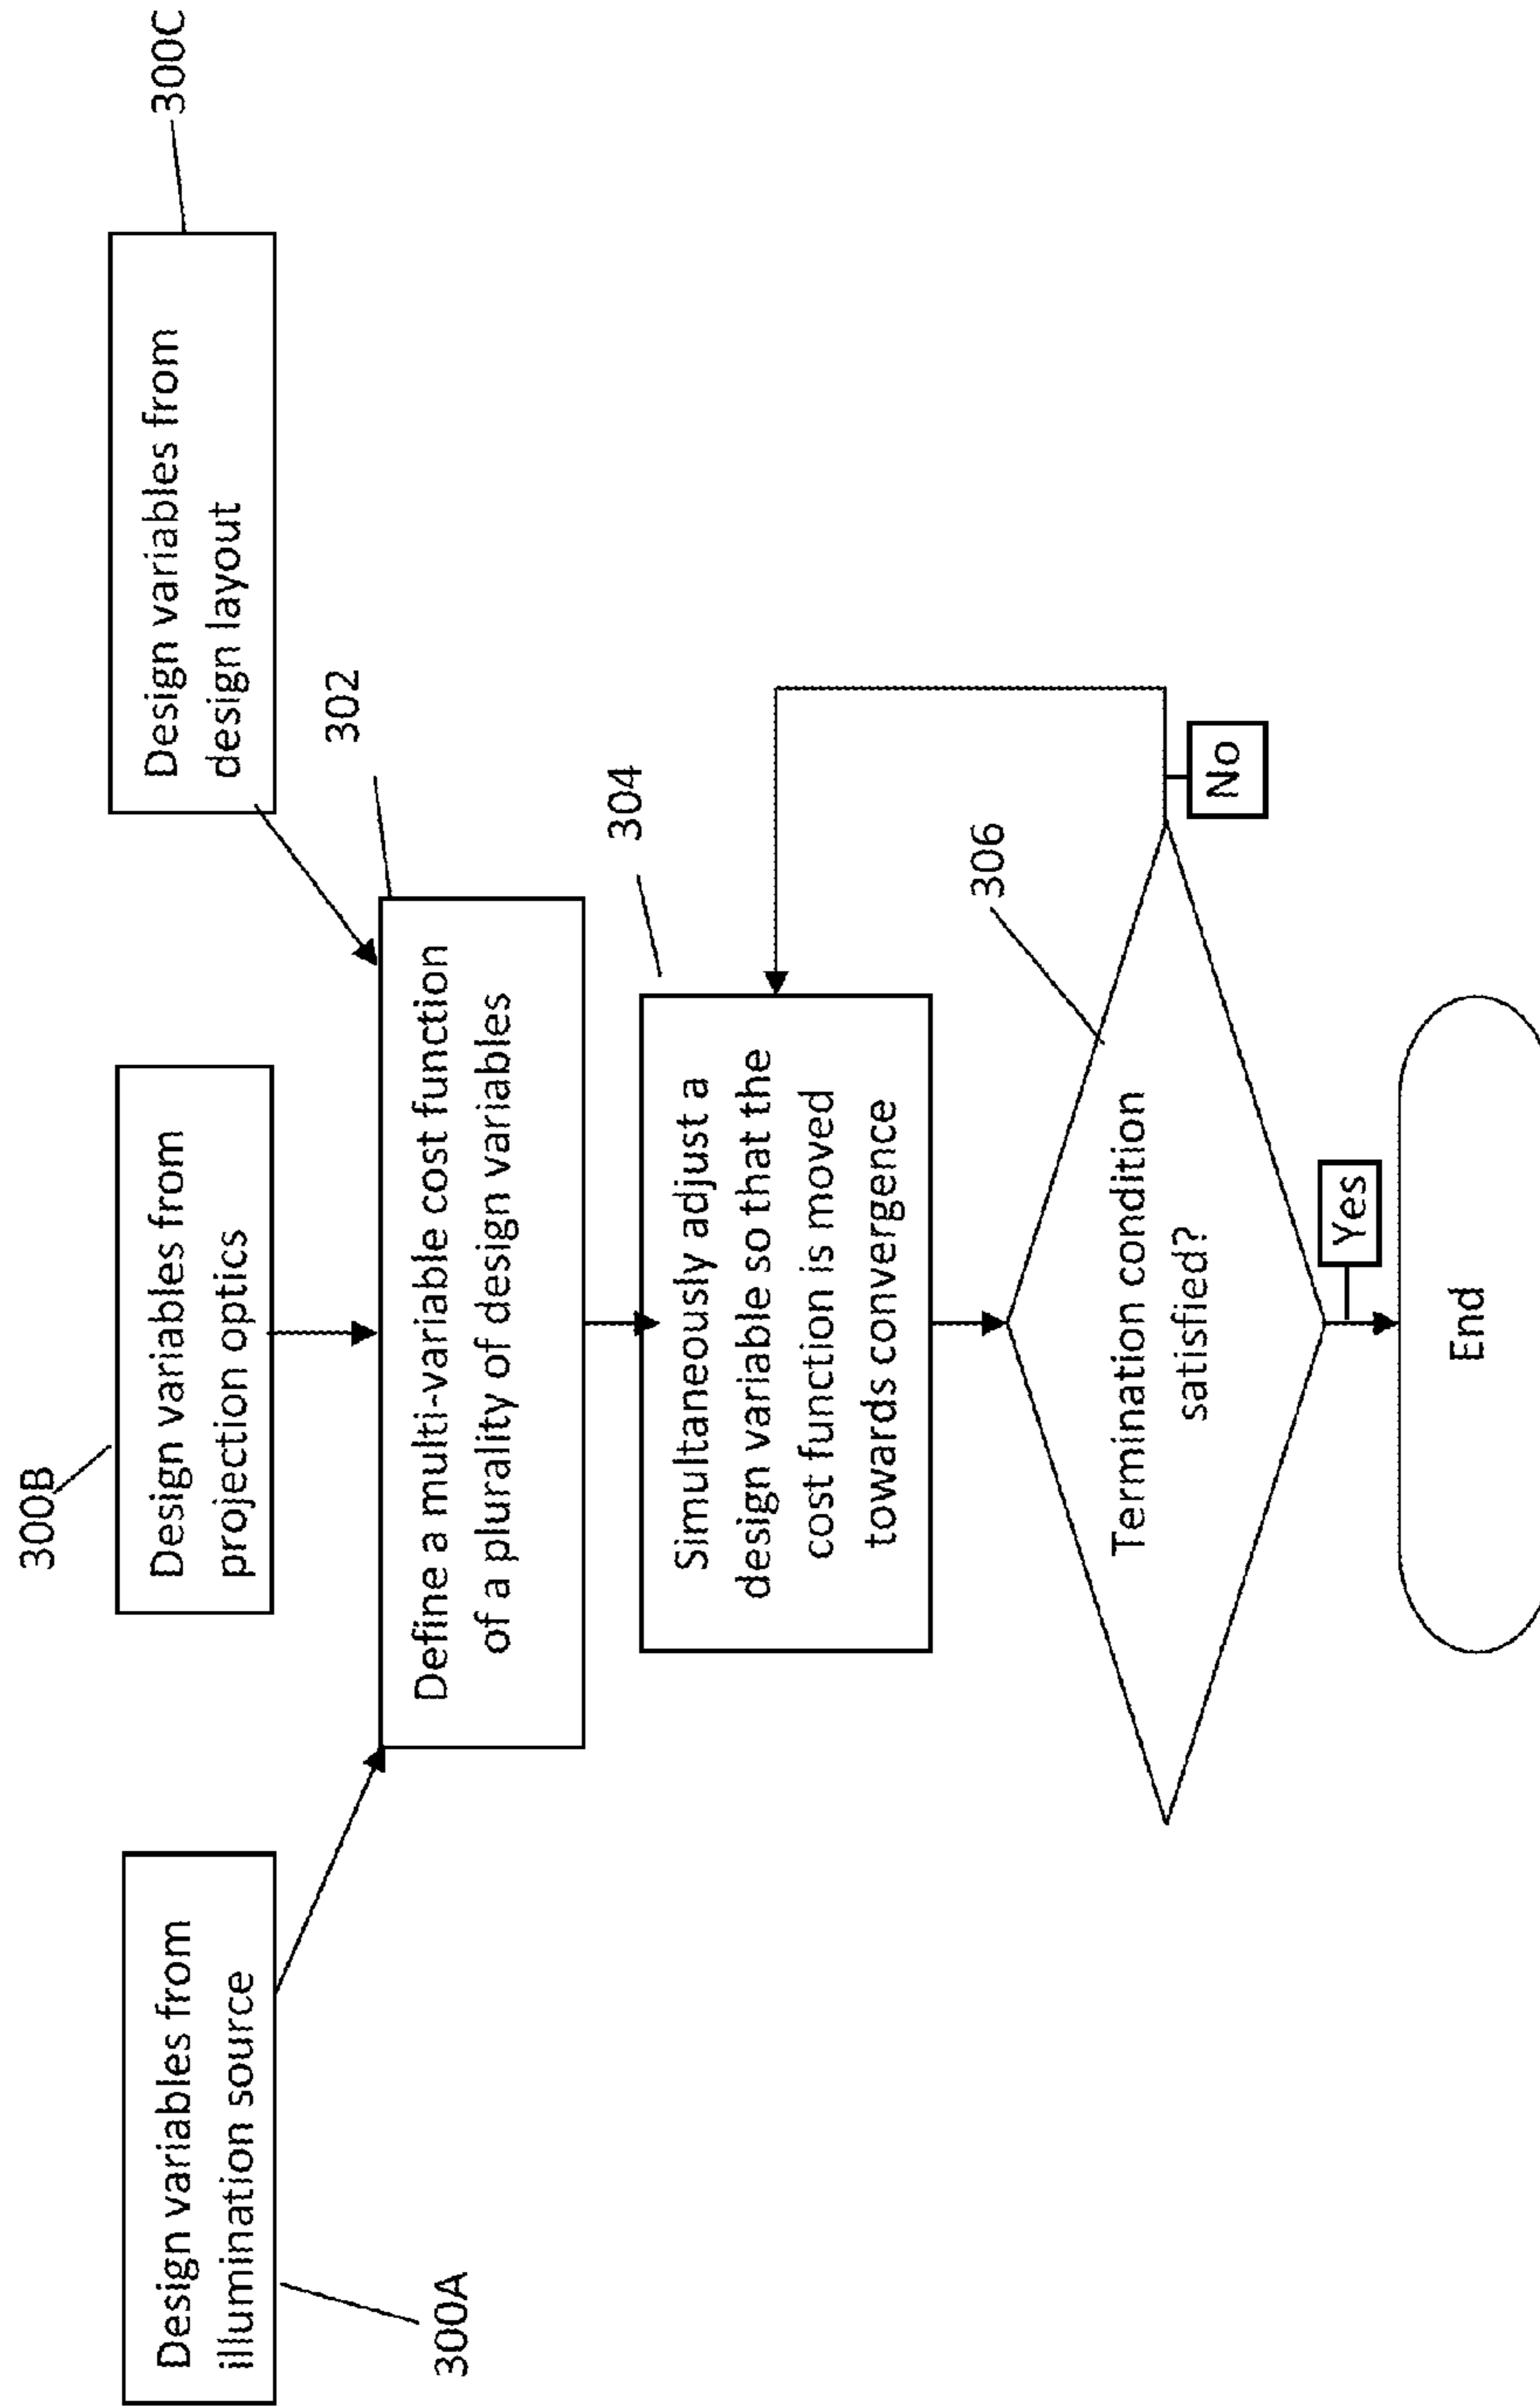 300A
Design variables from
illumination source
300B
Design variables from
projection optics
300C
Design variables from
design layout
302
Define a multi-variable cost function
of a plurality of design variables
304
Simultaneously adjust a
design variable so that the
cost function is moved
towards convergence
306
Termination condition
satisfied?
No
Yes
End